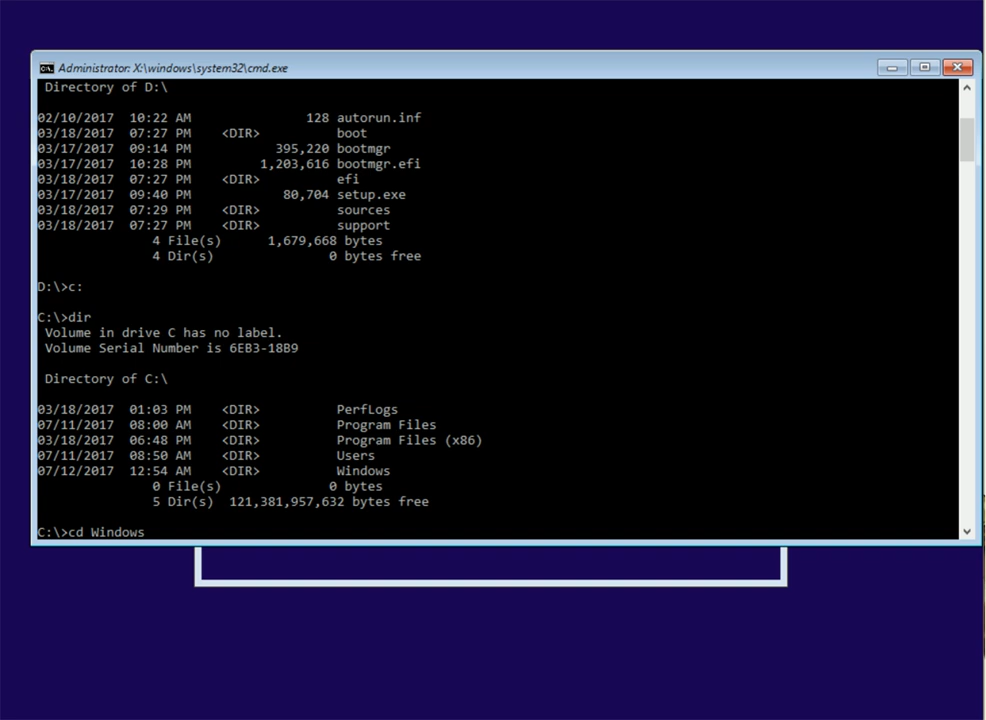 Administrator: X:\windows\system32\cmd.exe
Directory of D:\
02/10/2017  10:22 AM               128 autorun.inf
03/18/2017  07:27 PM    <DIR>          boot
03/17/2017  09:14 PM           395,220 bootmgr
03/17/2017  10:28 PM         1,203,616 bootmgr.efi
03/18/2017  07:27 PM    <DIR>          efi
03/17/2017  09:40 PM            80,704 setup.exe
03/18/2017  07:29 PM    <DIR>          sources
03/18/2017  07:27 PM    <DIR>          support
4 File(s)      1,679,668 bytes
4 Dir(s)               0 bytes free
D:\>c:
C:\>dir
Volume in drive C has no label.
Volume Serial Number is 6EB3-18B9
Directory of C:\
03/18/2017  01:03 PM    <DIR>          PerfLogs
07/11/2017  08:00 AM    <DIR>          Program Files
03/18/2017  06:48 PM    <DIR>          Program Files (x86)
07/11/2017  08:50 AM    <DIR>          Users
07/12/2017  12:54 AM    <DIR>          Windows
0 File(s)              0 bytes
5 Dir(s)  121,381,957,632 bytes free
C:\>cd Windows